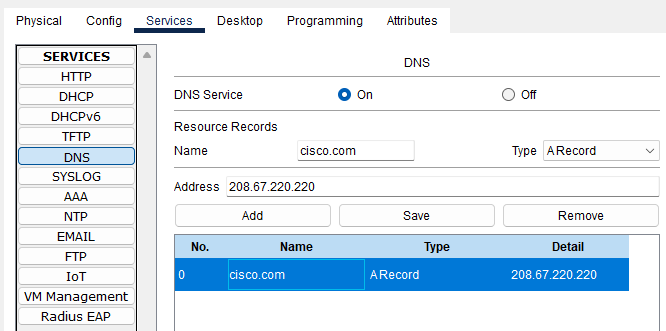 Physical Config Services Desktop Programming Attributes
SERVICES
HTTP
DHCP
DHCPv6
TFTP
DNS
SYSLOG
AAA
NTP
EMAIL
FTP
IoT
VM Management
Radius EAP
DNS
DNS Service On Off
Resource Records
Name cisco.com Type A Record
Address 208.67.220.220
Add Save Remove
No. Name Type Detail
0 cisco.com A Record 208.67.220.220